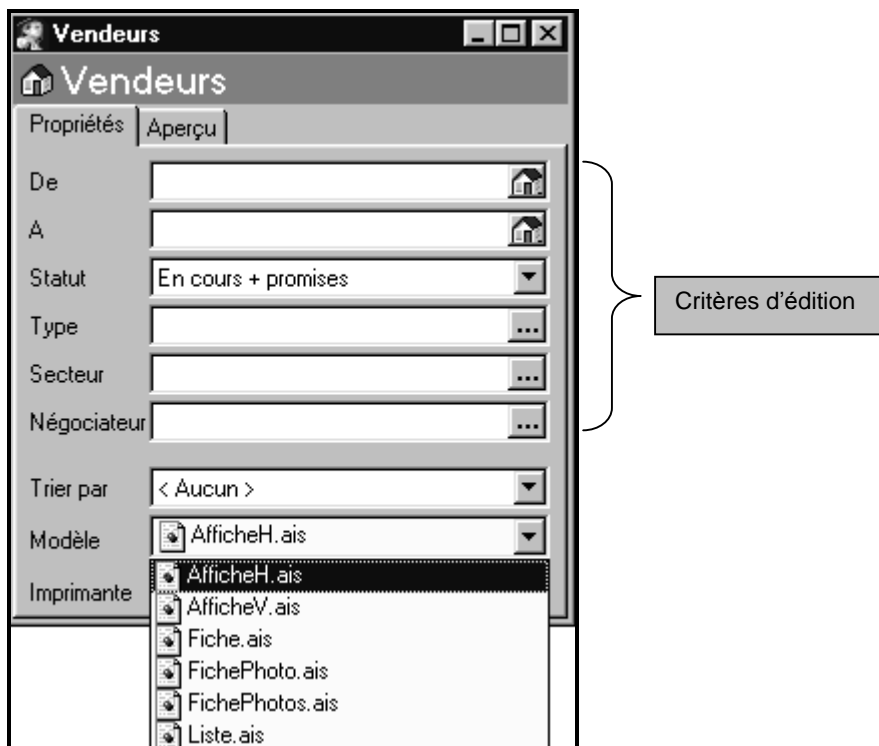 Vendeurs
Vendeurs
Propriétés Aperçu
De
A
Statut En cours + promises
Type ...
Secteur ...
Négociateur ...
Critères d'édition
Trier par < Aucun >
Modèle AfficheH.ais
Imprimante
AfficheH.ais
AfficheV.ais
Fiche.ais
FichePhoto.ais
FichePhotos.ais
Liste.ais